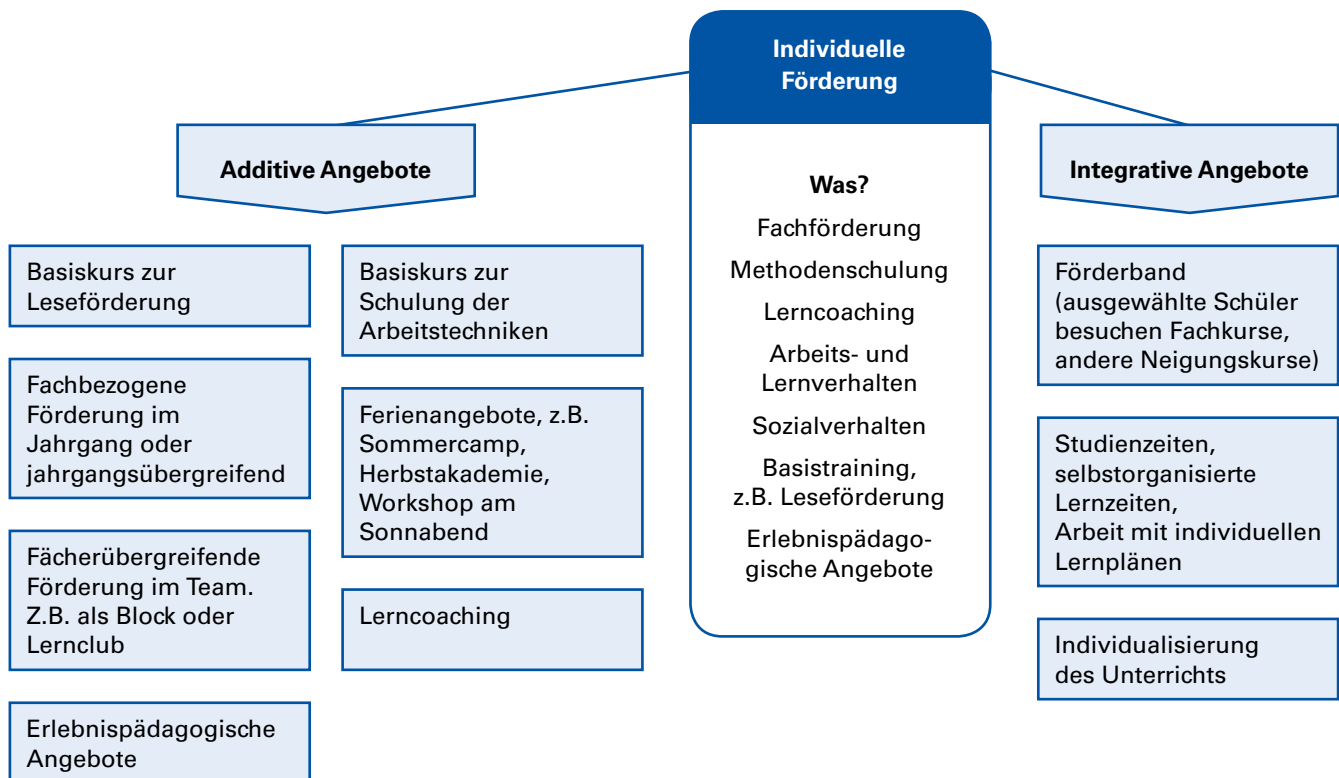 Individuelle
Förderung
Additive Angebote
Basiskurs zur
Leseförderung
Fachbezogene
Förderung im
Jahrgang oder
jahrgangsübergreifend
Fächerübergreifende
Förderung im Team.
Z.B. als Block oder
Lernclub
Erlebnispädagogische
Angebote
Basiskurs zur
Schulung der
Arbeitstechniken
Ferienangebote, z.B.
Sommercamp,
Herbstakademie,
Workshop am
Sonnabend
Lerncoaching
Was?
Fachförderung
Methodenschulung
Lerncoaching
Arbeits- und
Lernverhalten
Sozialverhalten
Basistraining,
z.B. Leseförderung
Erlebnispädago-
gische Angebote
Integrative Angebote
Förderband
(ausgewählte Schüler
besuchen Fachkurse,
andere Neigungskurse)
Studienzeiten,
selbstorganisierte
Lernzeiten,
Arbeit mit individuellen
Lernplänen
Individualisierung
des Unterrichts